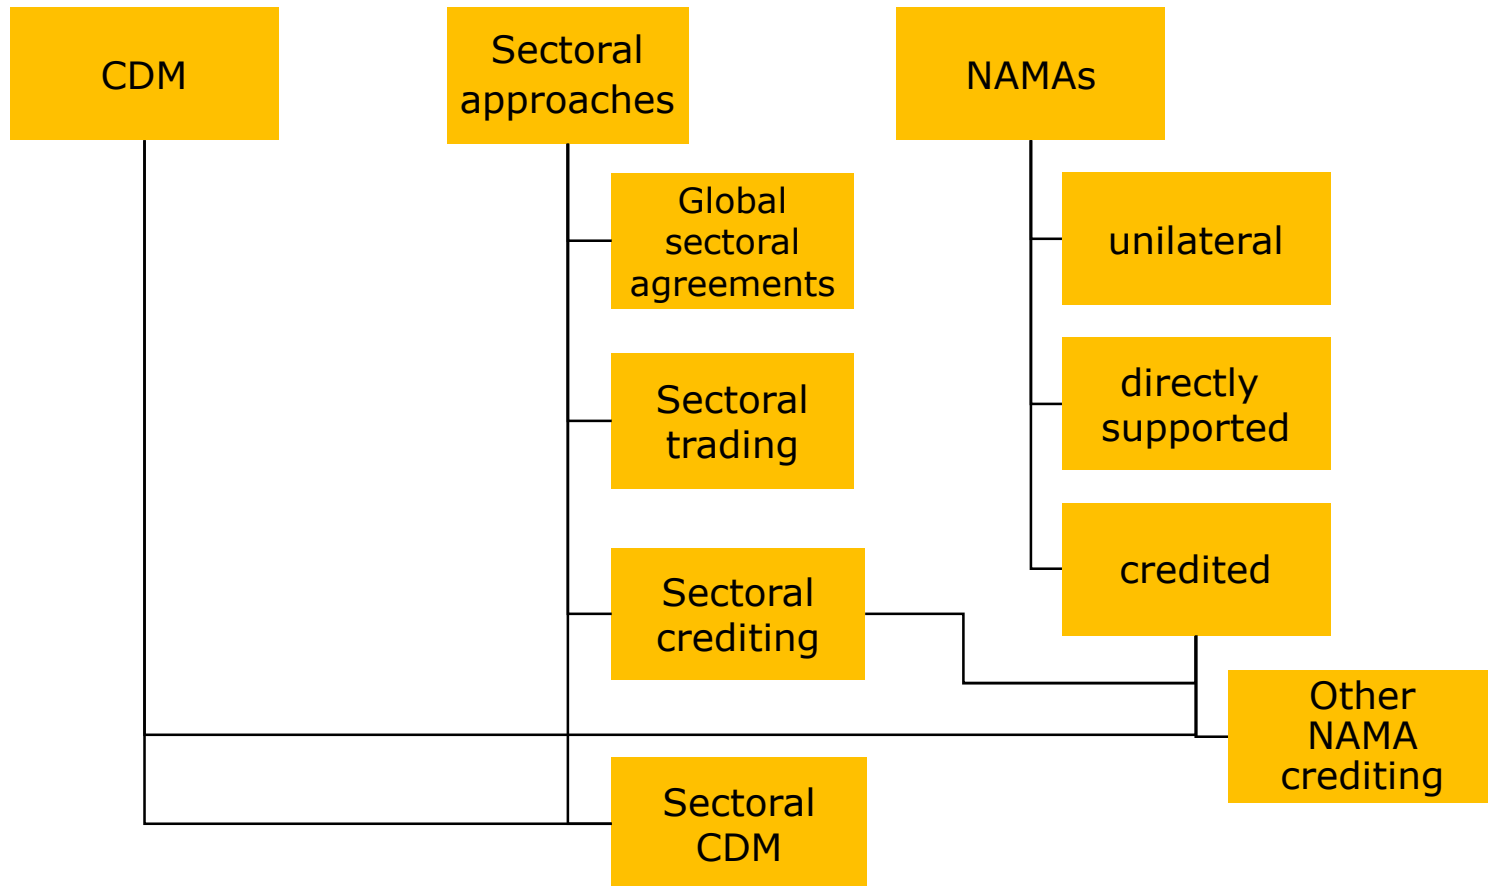 CDM
Sectoral
approaches
NAMAs
Global
sectoral
agreements
unilateral
Sectoral
trading
directly
supported
Sectoral
crediting
credited
Other
NAMA
crediting
Sectoral
CDM